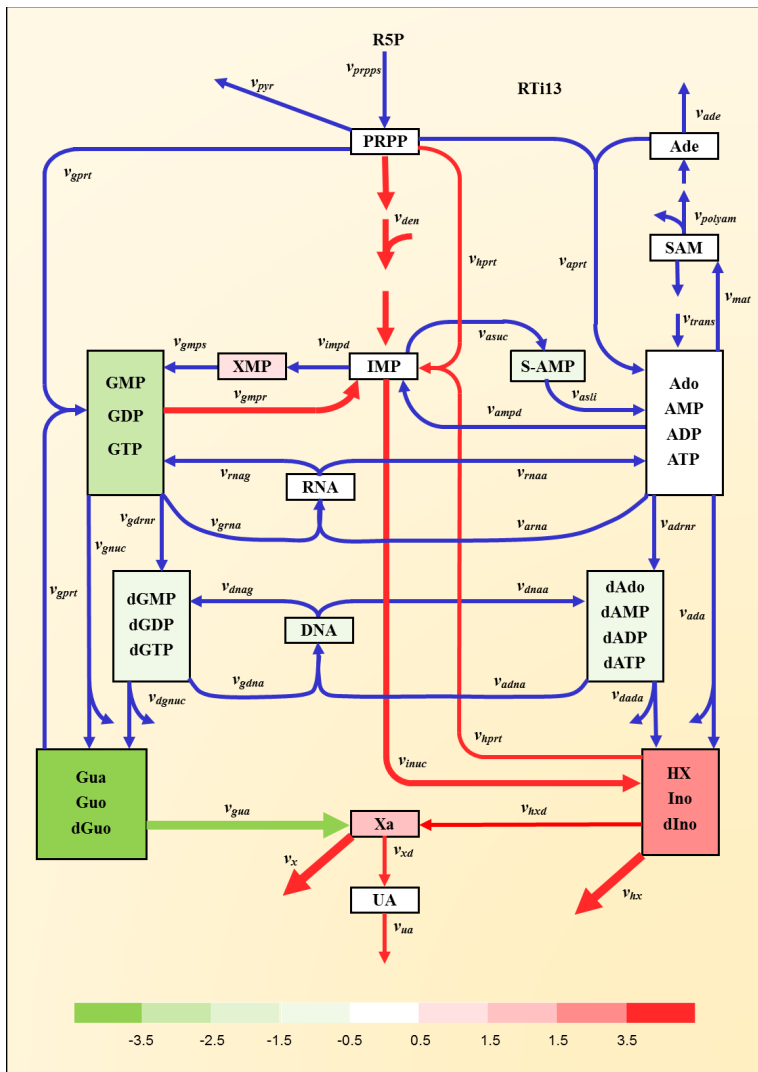 R5P
v_prpps
v_pyr
RTi13
v_ade
PRPP
Ade
v_gprt
v_den
v_polyam
SAM
v_hprt
v_aprt
v_mat
v_trans
v_gmps
v_impd
v_asuc
XMP
IMP
S-AMP
GMP
GDP
GTP
v_gmpr
v_asli
v_ampd
Ado
AMP
ADP
ATP
v_rnag
RNA
v_rnaa
v_gdrnr
v_grna
v_arna
v_adrnr
v_gnuc
v_gprt
dGMP
dGDP
dGTP
v_dnag
DNA
v_dnaa
dAdo
dAMP
dADP
dATP
v_ada
v_gdna
v_adna
v_dgnuc
v_dada
v_hprt
v_inuc
Gua
Guo
dGuo
HX
Ino
dIno
v_gua
Xa
v_hxd
v_x
v_xd
v_hx
UA
v_ua
-3.5 -2.5 -1.5 -0.5 0.5 1.5 1.5 3.5